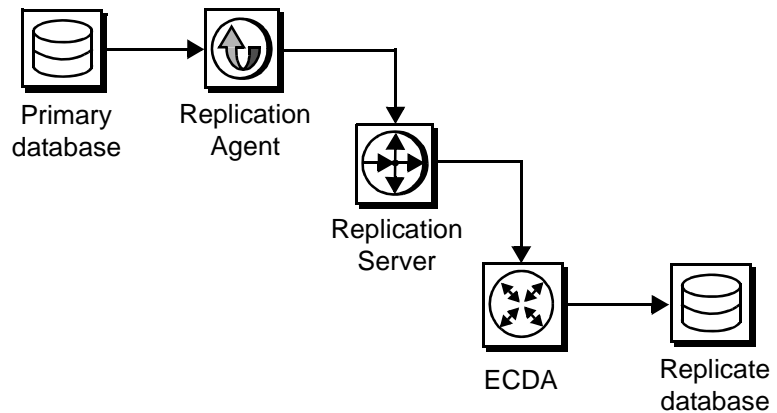 Primary
database
Replication
Agent
Replication
Server
ECDA
Replicate
database